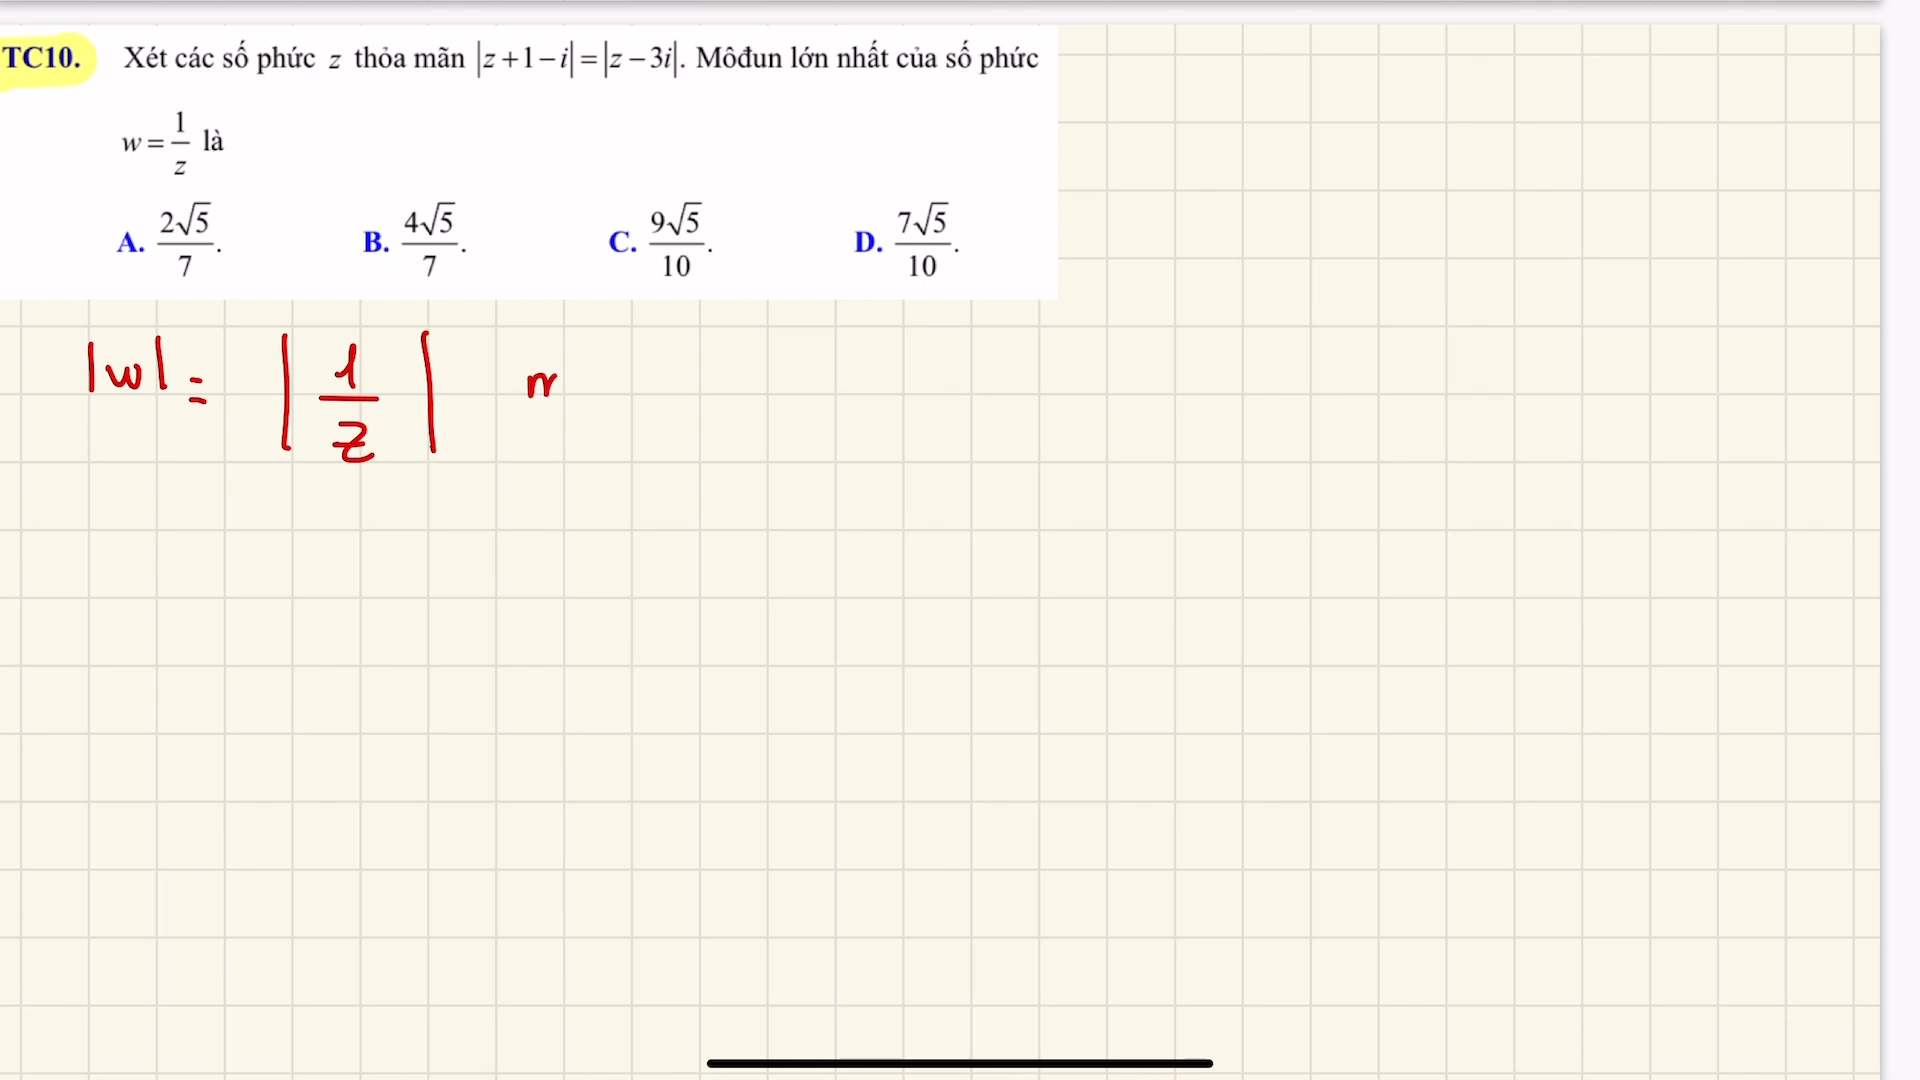 TC10. Xét các số phức z thỏa mãn |z+1−i|=|z−3i|. Môđun lớn nhất của số phức
w = 1/z là
A. 2√5/7. B. 4√5/7. C. 9√5/10. D. 7√5/10.
|w| = |1/z| m